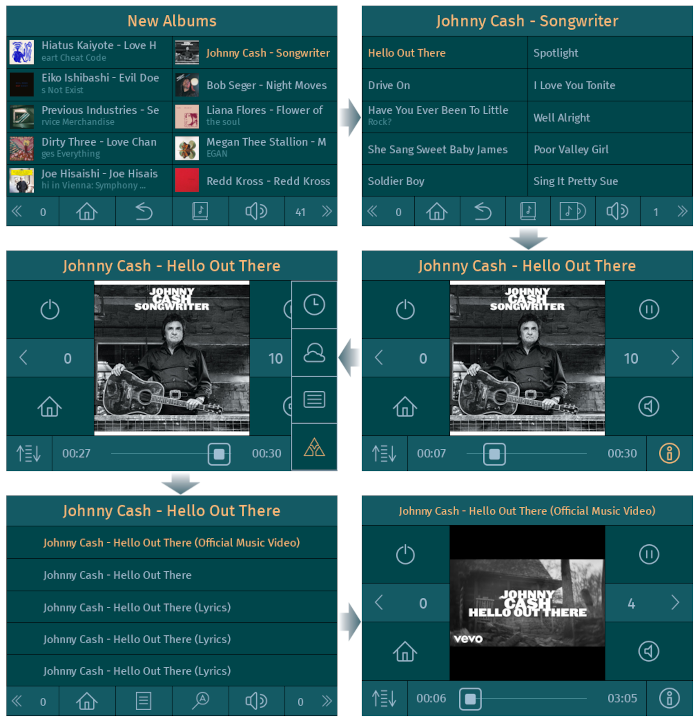 New Albums
Hiatus Kaiyote - Love H
eart Cheat Code
Johnny Cash - Songwriter
Eiko Ishibashi - Evil Doe
s Not Exist
Bob Seger - Night Moves
Previous Industries - Se
rvice Merchandise
Liana Flores - Flower of
the soul
Dirty Three - Love Chan
ges Everything
Megan Thee Stallion - M
EGAN
Joe Hisaishi - Joe Hisais
hi in Vienna: Symphony ...
Redd Kross - Redd Kross
0
41
Johnny Cash - Songwriter
Hello Out There
Spotlight
Drive On
I Love You Tonite
Have You Ever Been To Little
Rock?
Well Alright
She Sang Sweet Baby James
Poor Valley Girl
Soldier Boy
Sing It Pretty Sue
0
1
Johnny Cash - Hello Out There
JOHNNY
CASH
SONGWRITER
0
10
00:27
00:30
Johnny Cash - Hello Out There
JOHNNY
CASH
SONGWRITER
0
10
00:07
00:30
Johnny Cash - Hello Out There
Johnny Cash - Hello Out There (Official Music Video)
Johnny Cash - Hello Out There
Johnny Cash - Hello Out There (Lyrics)
Johnny Cash - Hello Out There (Lyrics)
Johnny Cash - Hello Out There (Lyrics)
0
A
0
Johnny Cash - Hello Out There (Official Music Video)
JOHNNY
CASH
HELLO OUT THERE
vevo
0
4
00:06
03:05